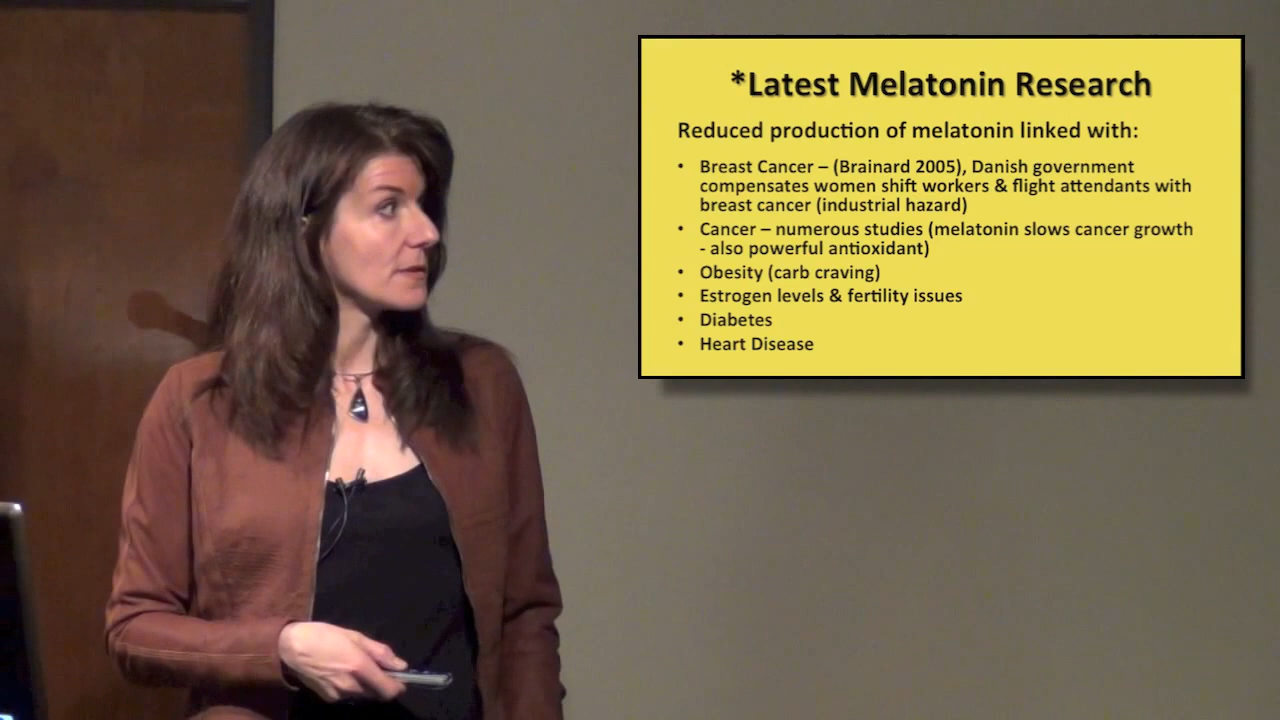 *Latest Melatonin Research
Reduced production of melatonin linked with:
• Breast Cancer – (Brainard 2005), Danish government
compensates women shift workers & flight attendants with
breast cancer (industrial hazard)
• Cancer – numerous studies (melatonin slows cancer growth
- also powerful antioxidant)
• Obesity (carb craving)
• Estrogen levels & fertility issues
• Diabetes
• Heart Disease